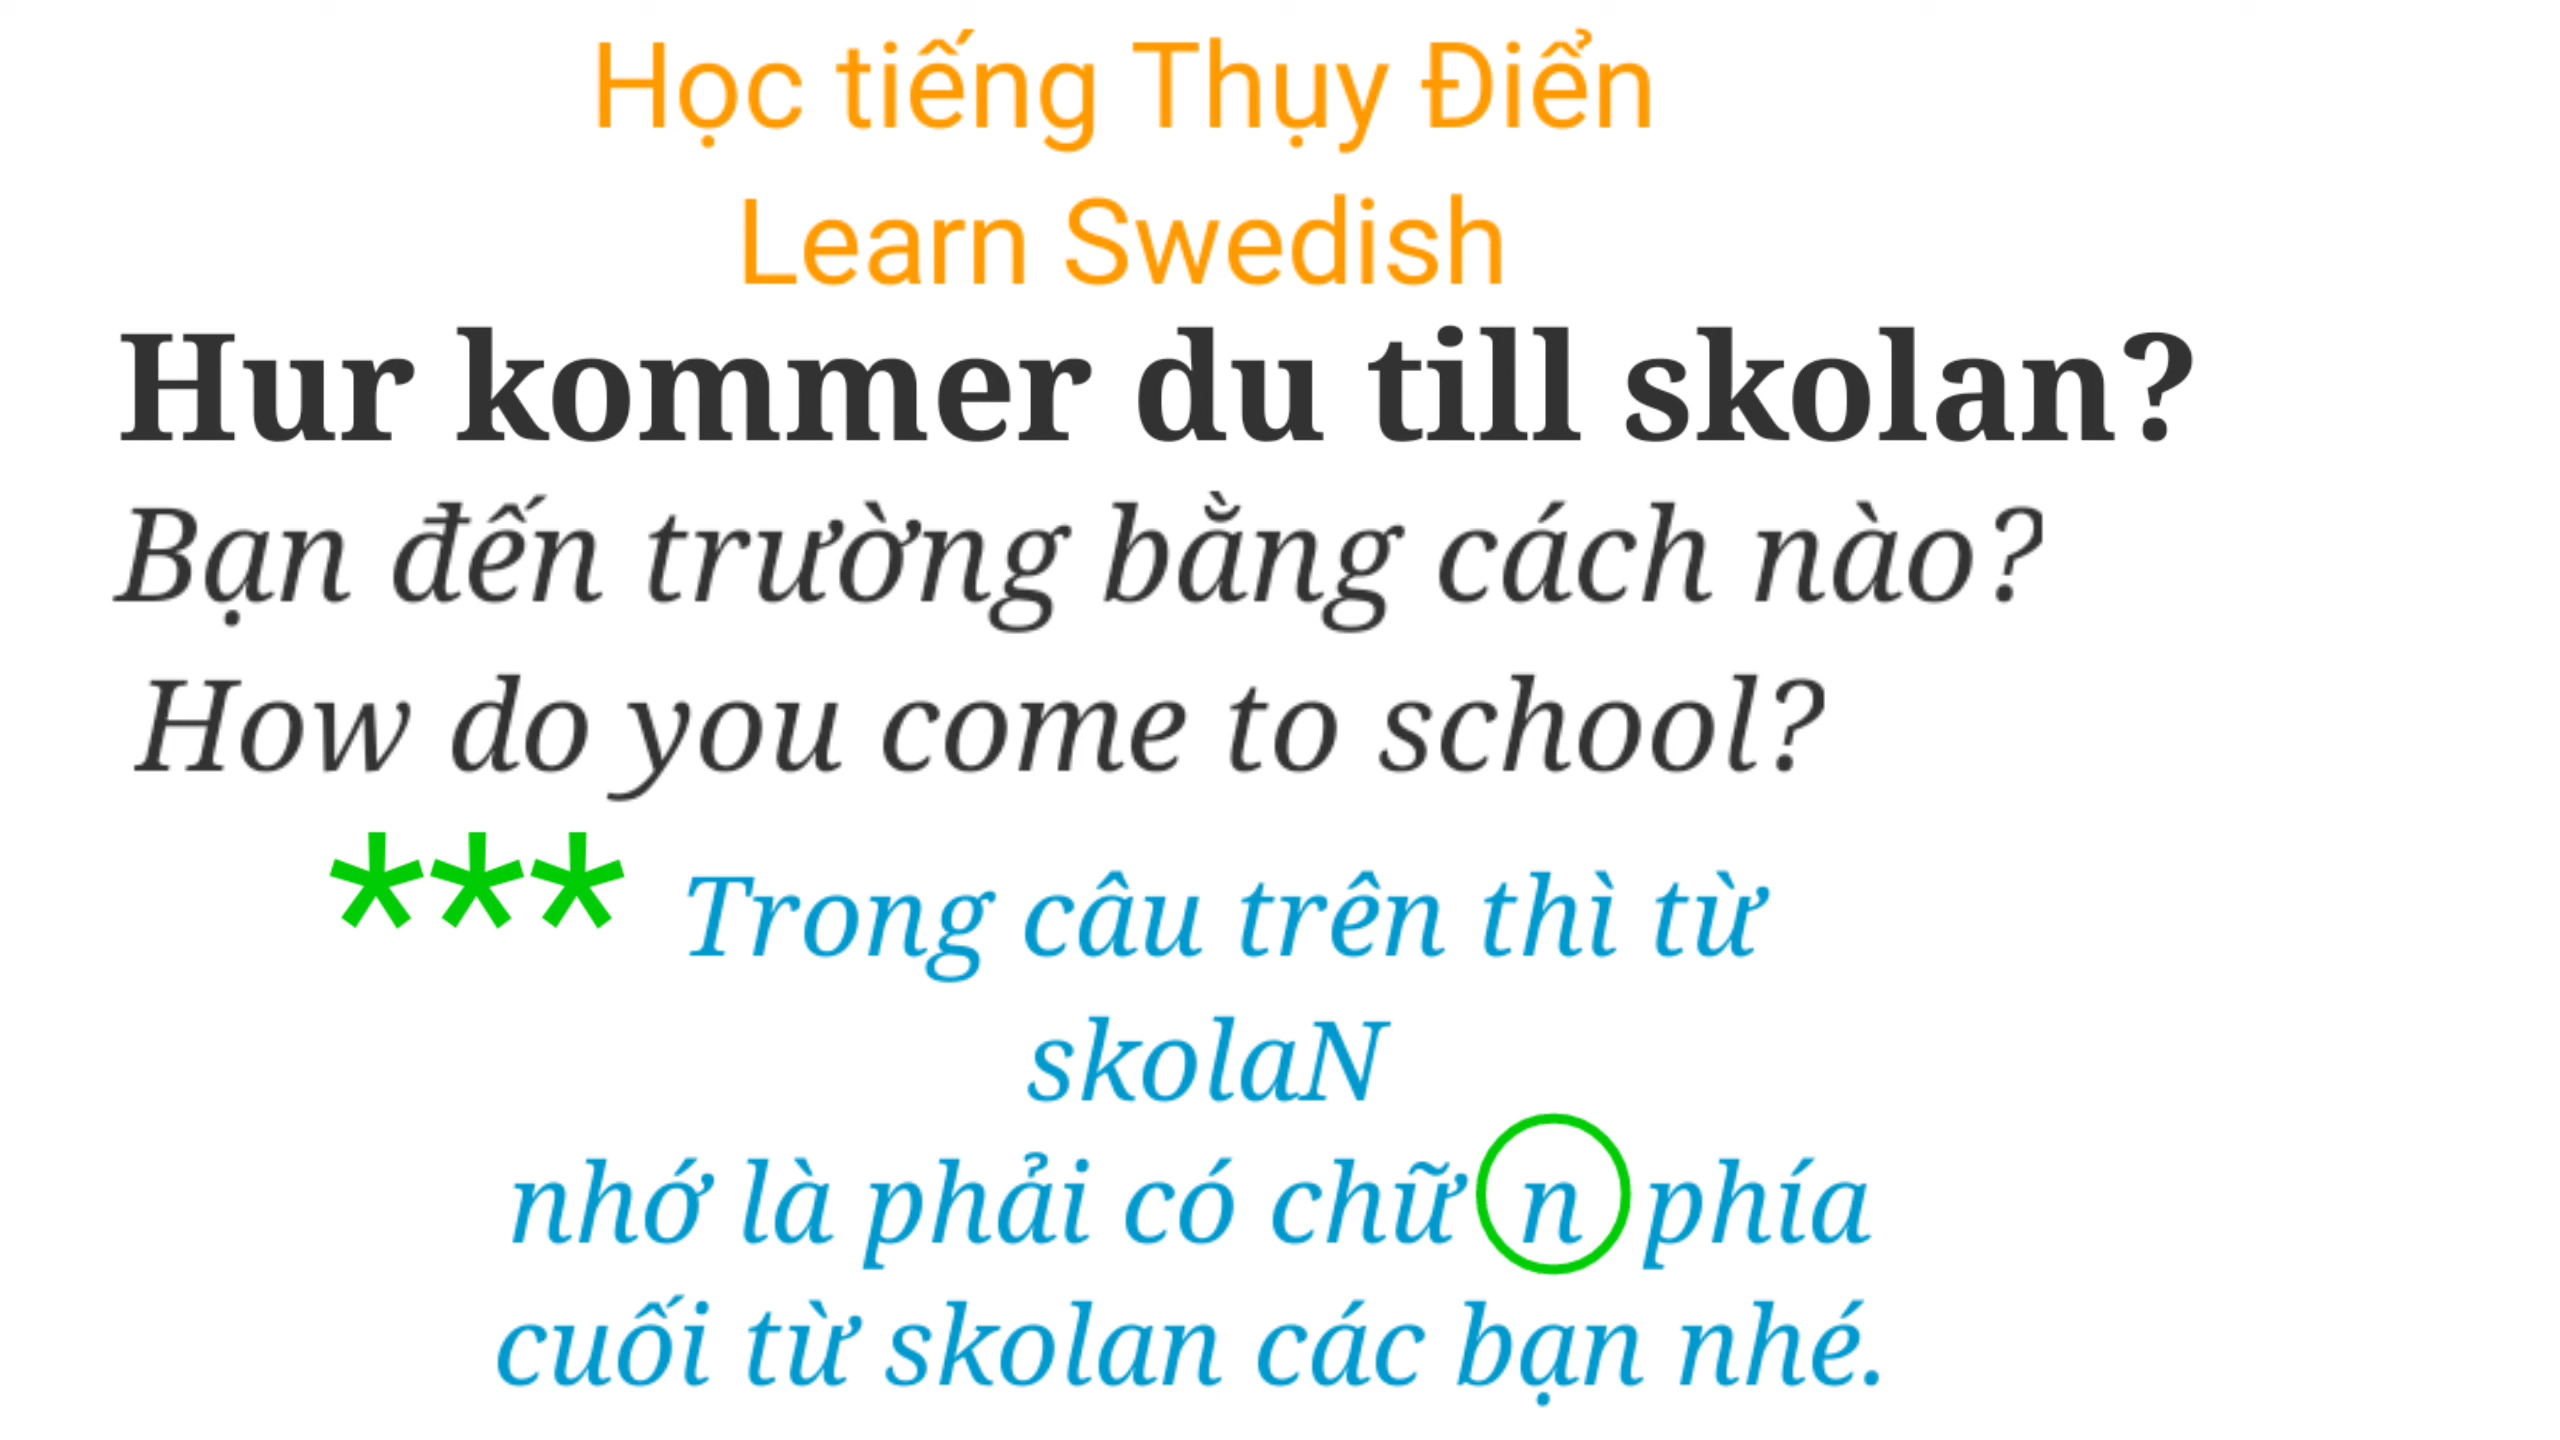 Học tiếng Thụy Điển
Learn Swedish
Hur kommer du till skolan?
Bạn đến trường bằng cách nào?
How do you come to school?
*** Trong câu trên thì từ
skolaN
nhớ là phải có chữ n phía
cuối từ skolan các bạn nhé.